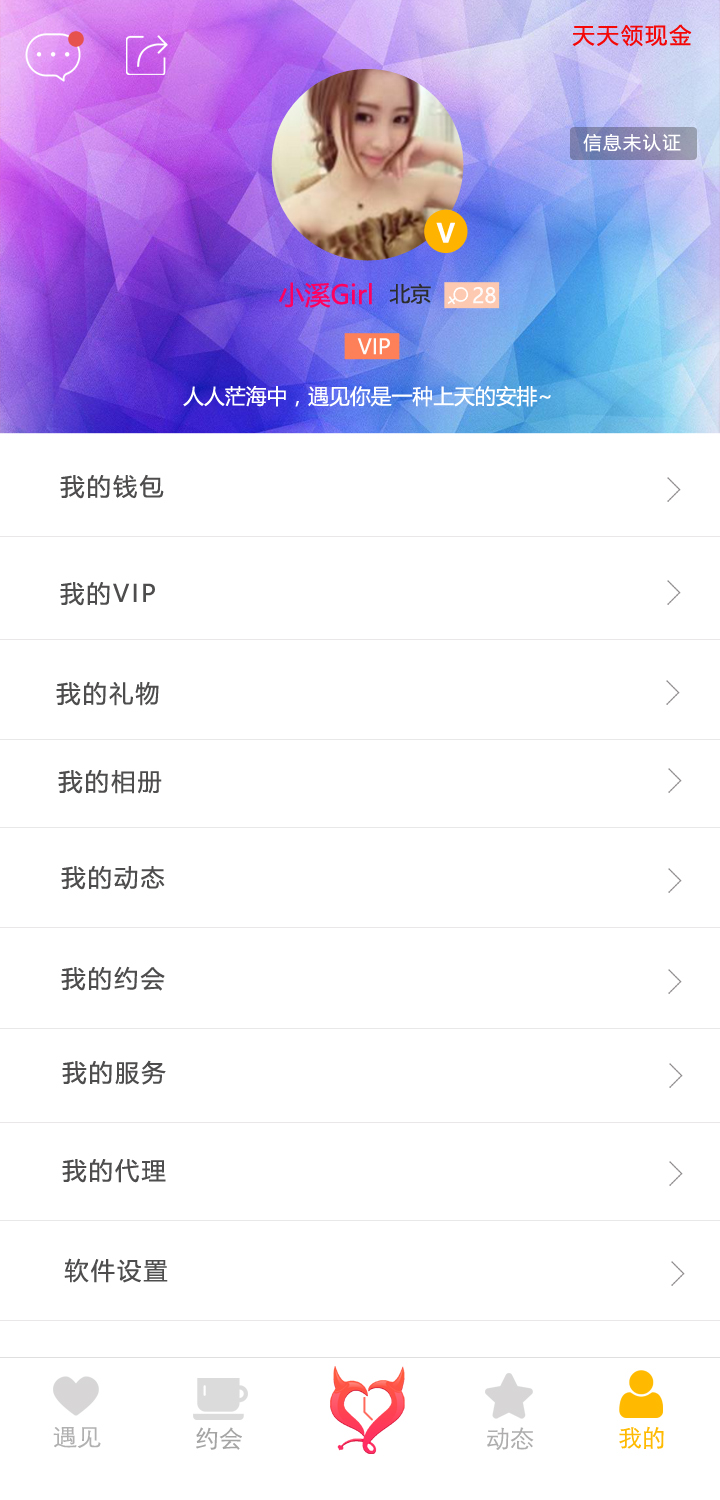 天天领现金
信息未认证
V
小溪Girl 北京 28
VIP
人人茫海中，遇见你是一种上天的安排~
我的钱包
我的VIP
我的礼物
我的相册
我的动态
我的约会
我的服务
我的代理
软件设置
遇见 约会 动态 我的